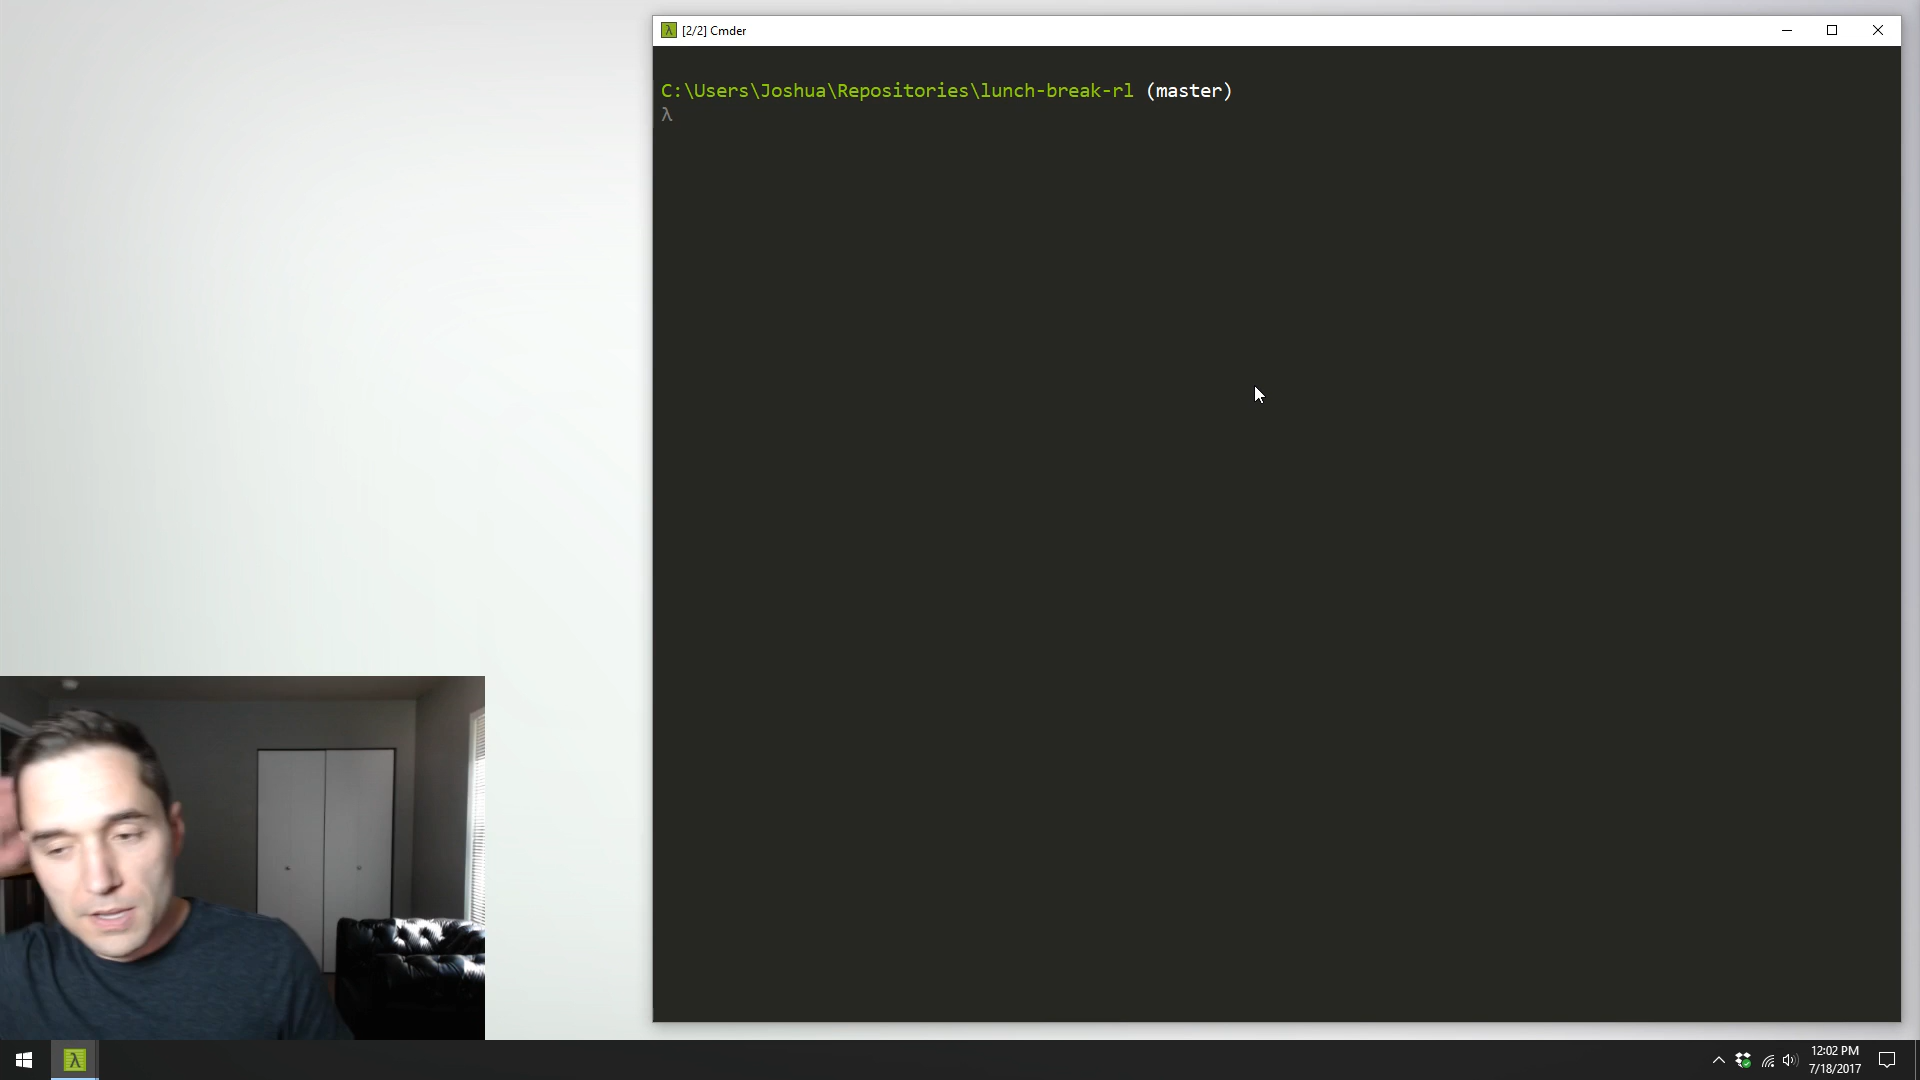 λ [2/2] Cmder
C:\Users\Joshua\Repositories\lunch-break-rl (master)
λ
λ
12:02 PM
7/18/2017